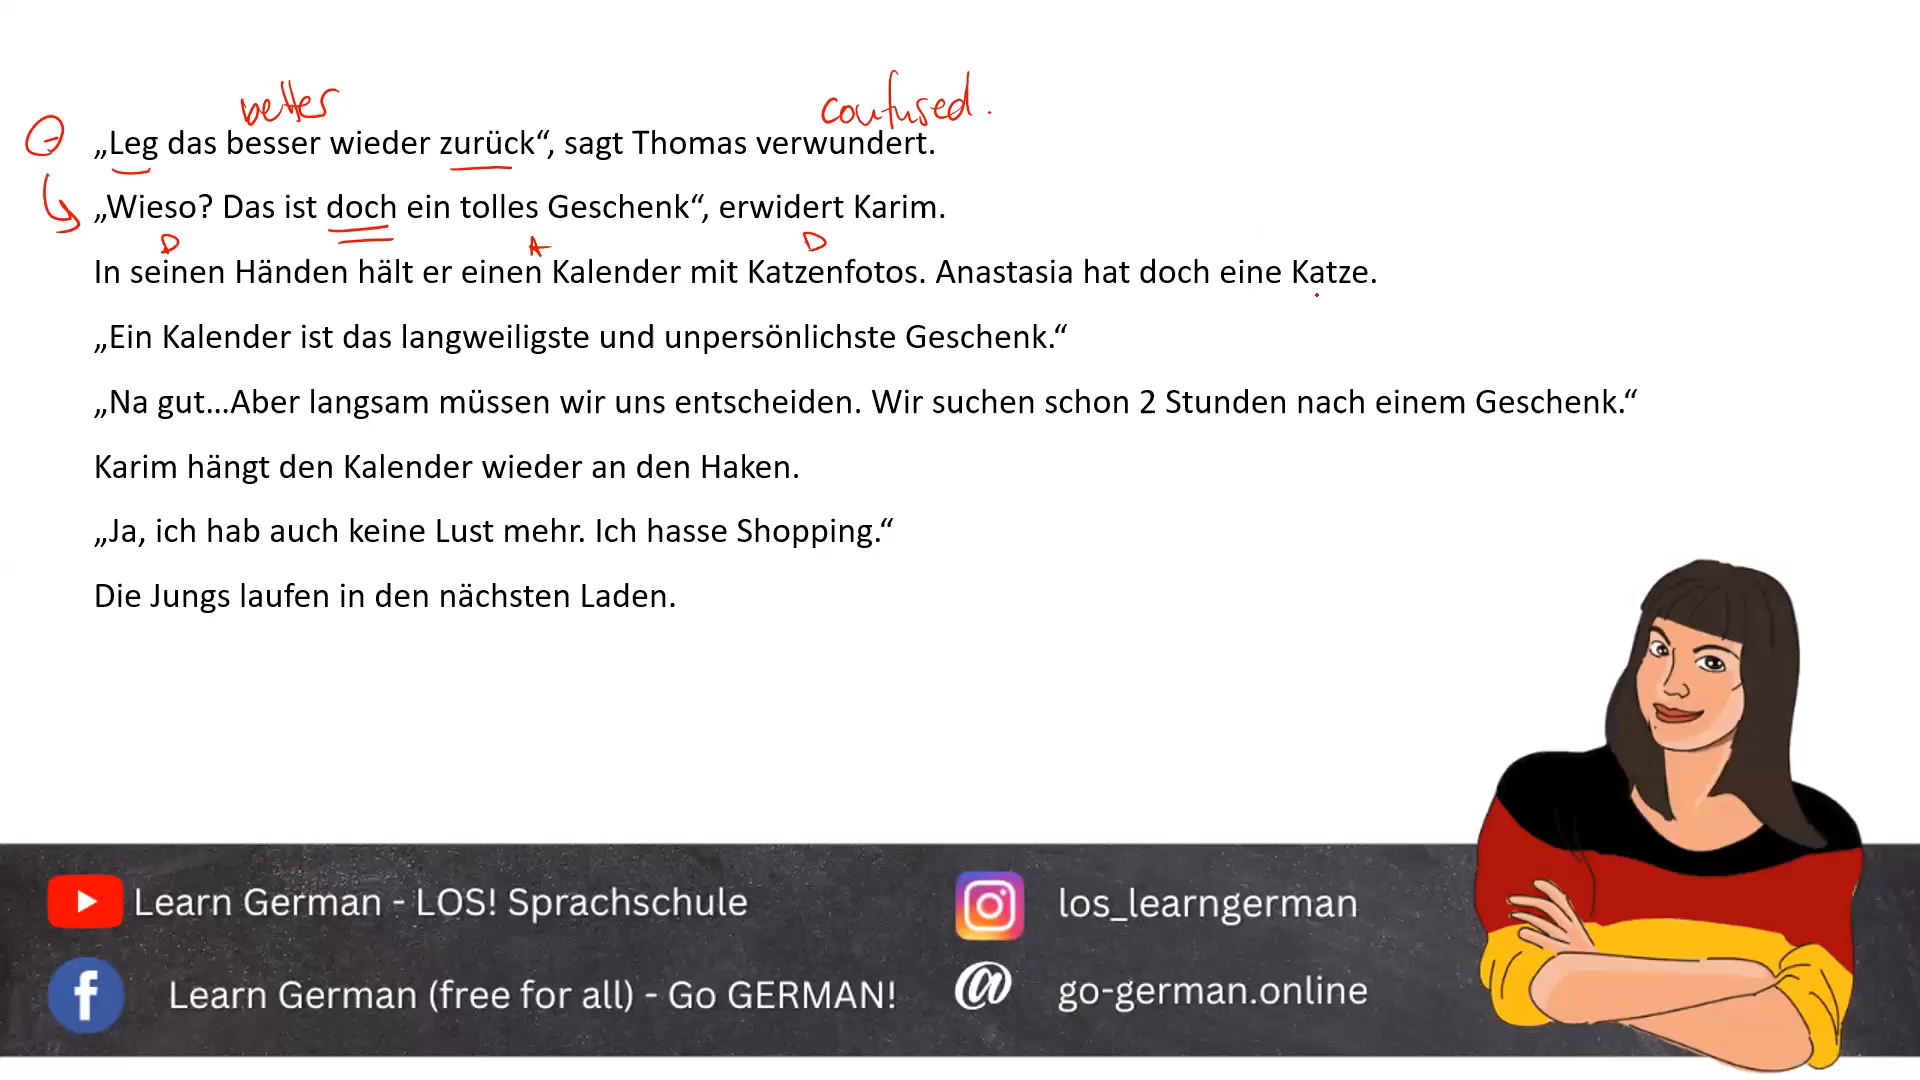 better confused.
„Leg das besser wieder zurück“, sagt Thomas verwundert.
„Wieso? Das ist doch ein tolles Geschenk“, erwidert Karim.
D A D
In seinen Händen hält er einen Kalender mit Katzenfotos. Anastasia hat doch eine Katze.
„Ein Kalender ist das langweiligste und unpersönlichste Geschenk.“
„Na gut...Aber langsam müssen wir uns entscheiden. Wir suchen schon 2 Stunden nach einem Geschenk.“
Karim hängt den Kalender wieder an den Haken.
„Ja, ich hab auch keine Lust mehr. Ich hasse Shopping.“
Die Jungs laufen in den nächsten Laden.
Learn German - LOS! Sprachschule
los_learngerman
Learn German (free for all) - Go GERMAN!
@ go-german.online